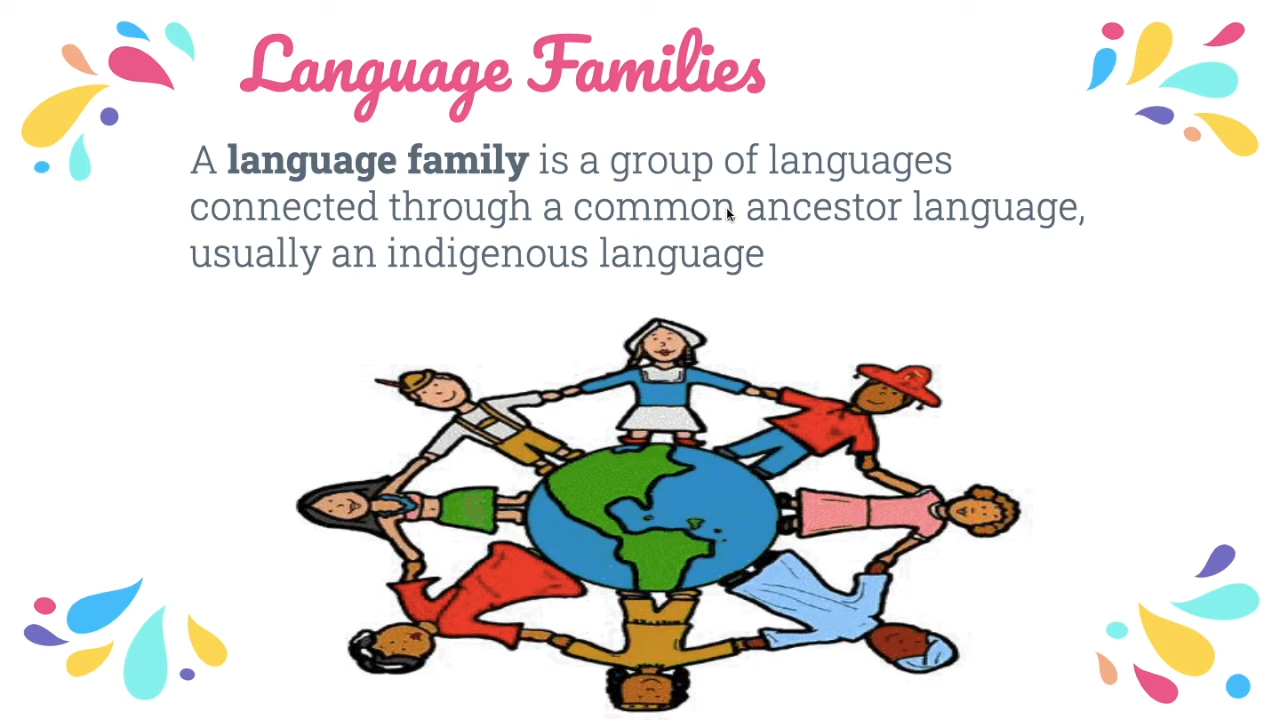 Language Families
A language family is a group of languages
connected through a common ancestor language,
usually an indigenous language